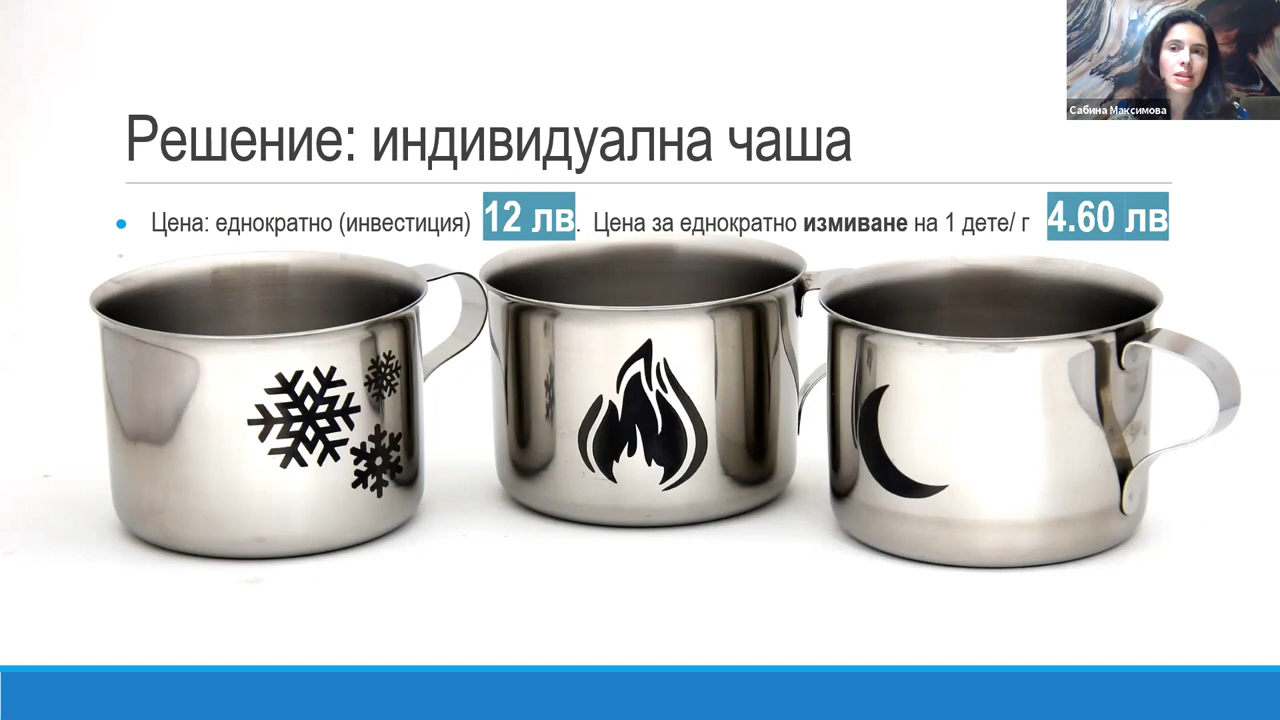 Сабина Максимова
Решение: индивидуална чаша
Цена: еднократно (инвестиция) 12 лв. Цена за еднократно измиване на 1 дете/ г 4.60 лв